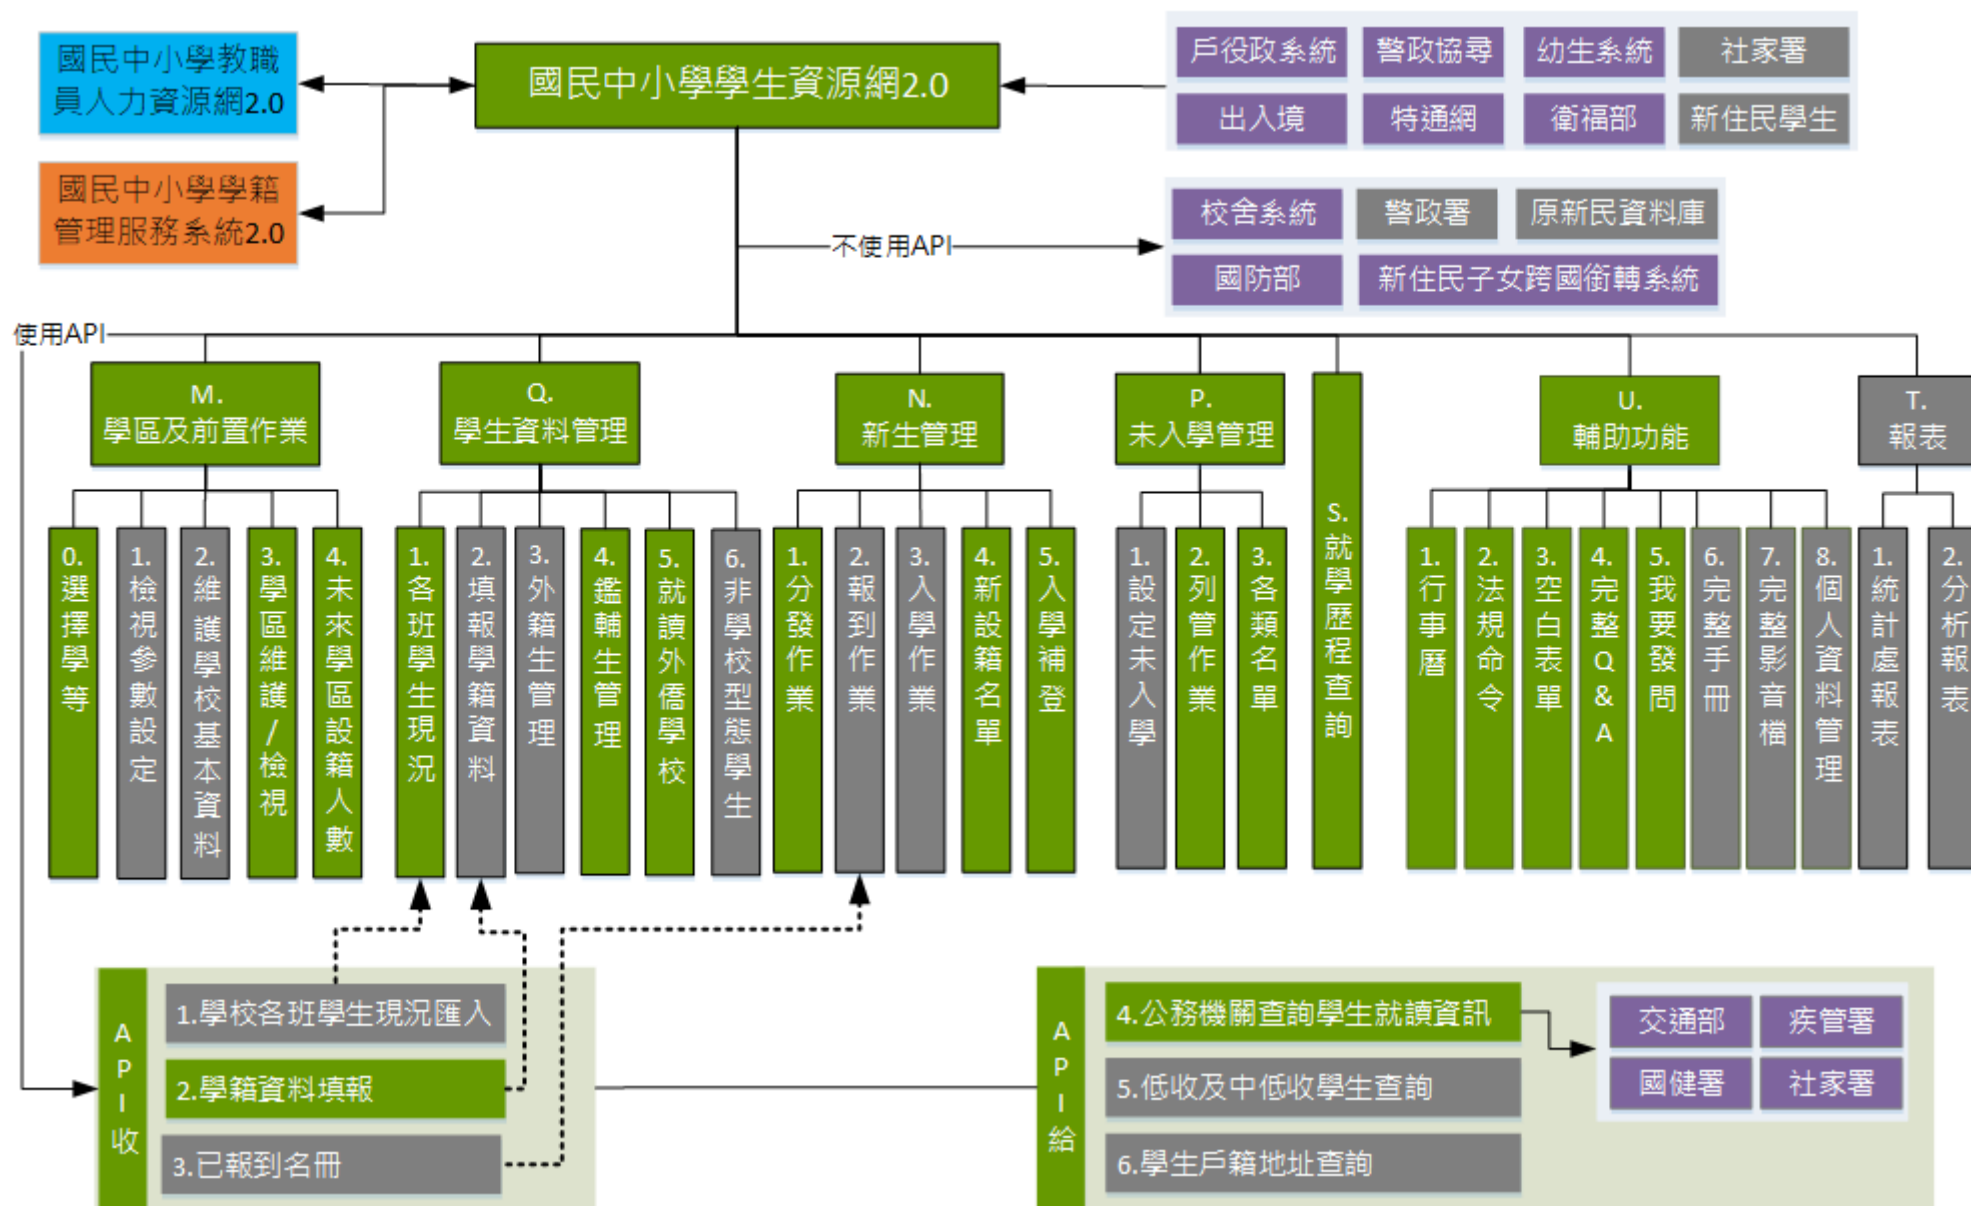 國民中小學教職
員人力資源網2.0
國民中小學學籍
管理服務系統2.0
國民中小學學生資源網2.0
戶役政系統
警政協尋
幼生系統
社家署
出入境
特通網
衛福部
新住民學生
不使用API
校舍系統
警政署
原新民資料庫
國防部
新住民子女跨國銜轉系統
使用API
M.
學區及前置作業
0.選擇學等
1.檢視參數設定
2.維護學校基本資料
3.學區維護/檢視
4.未來學區設籍人數
Q.
學生資料管理
1.各班學生現況
2.填報學籍資料
3.外籍生管理
4.鑑輔生管理
5.就讀外僑學校
6.非學校型態學生
N.
新生管理
1.分發作業
2.報到作業
3.入學作業
4.新設籍名單
5.入學補登
P.
未入學管理
1.設定未入學
2.列管作業
3.各類名單
S.就學歷程查詢
U.
輔助功能
1.行事曆
2.法規命令
3.空白表單
4.完整Q&A
5.我要發問
6.完整手冊
7.完整影音檔
8.個人資料管理
T.
報表
1.統計處報表
2.分析報表
API收
1.學校各班學生現況匯入
2.學籍資料填報
3.已報到名冊
API給
4.公務機關查詢學生就讀資訊
5.低收及中低收學生查詢
6.學生戶籍地址查詢
交通部
疾管署
國健署
社家署